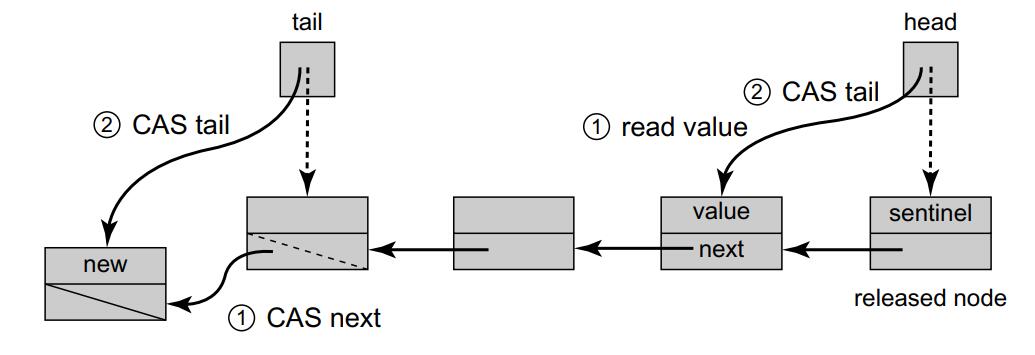 tail
head
② CAS tail
② CAS tail
① read value
value
sentinel
new
next
released node
① CAS next